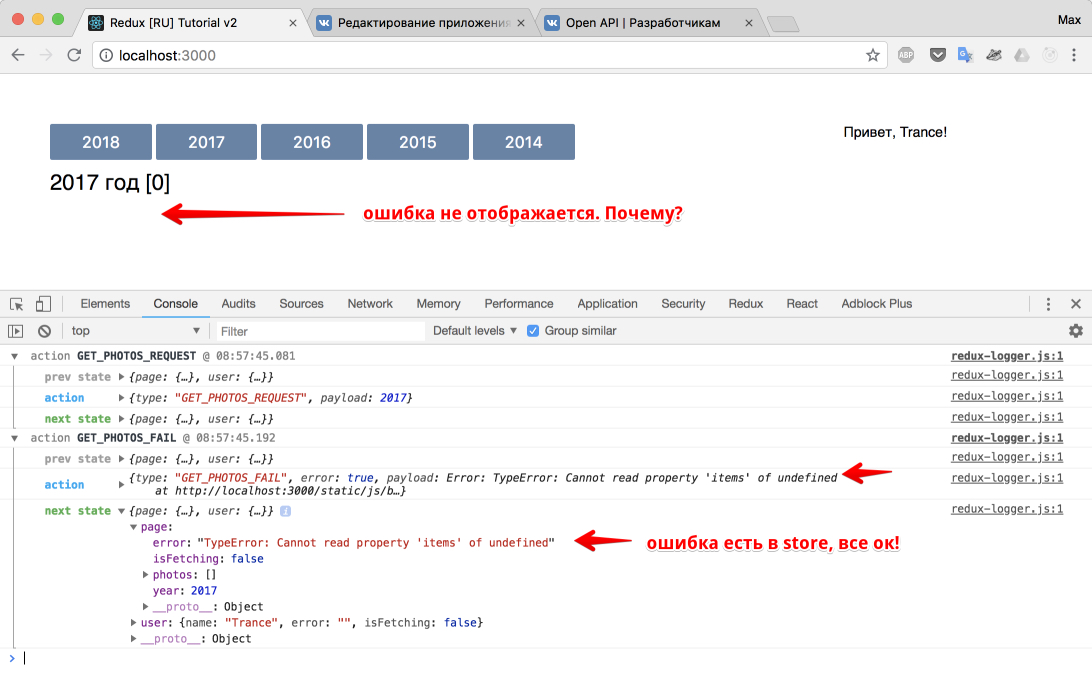 Redux [RU] Tutorial v2
Редактирование приложения
Open API | Разработчикам
Max
localhost:3000
ABP
2018 2017 2016 2015 2014
Привет, Trance!
2017 год [0]
ошибка не отображается. Почему?
Elements Console Audits Sources Network Memory Performance Application Security Redux React Adblock Plus
top Filter Default levels Group similar
action GET_PHOTOS_REQUEST @ 08:57:45.081 redux-logger.js:1
prev state {page: {…}, user: {…}} redux-logger.js:1
action {type: "GET_PHOTOS_REQUEST", payload: 2017} redux-logger.js:1
next state {page: {…}, user: {…}} redux-logger.js:1
action GET_PHOTOS_FAIL @ 08:57:45.192 redux-logger.js:1
prev state {page: {…}, user: {…}} redux-logger.js:1
action {type: "GET_PHOTOS_FAIL", error: true, payload: Error: TypeError: Cannot read property 'items' of undefined redux-logger.js:1
at http://localhost:3000/static/js/b…}
next state {page: {…}, user: {…}} redux-logger.js:1
page:
error: "TypeError: Cannot read property 'items' of undefined"
ошибка есть в store, все ок!
isFetching: false
photos: []
year: 2017
__proto__: Object
user: {name: "Trance", error: "", isFetching: false}
__proto__: Object